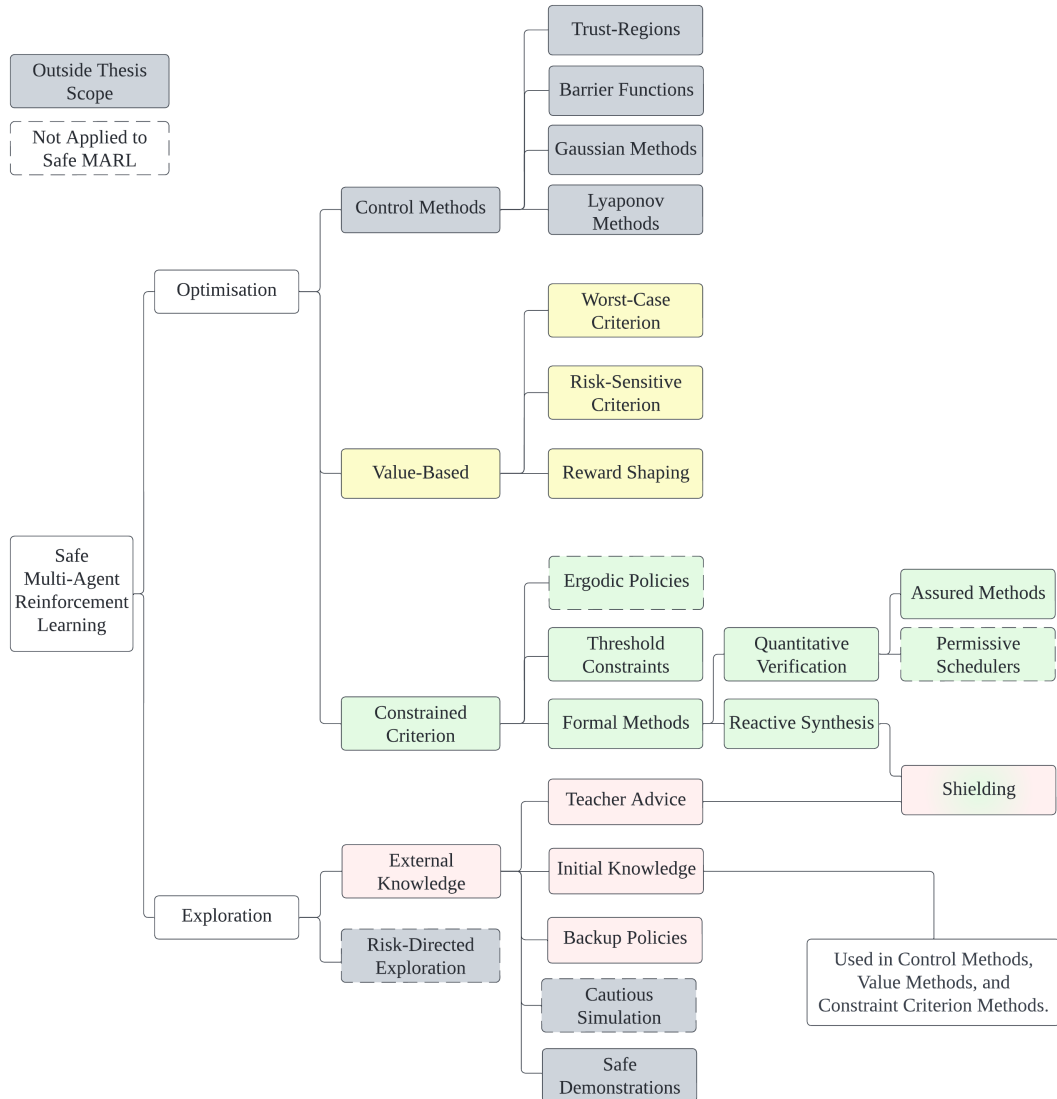 Trust-Regions
Outside Thesis
Scope
Barrier Functions
Not Applied to
Safe MARL
Gaussian Methods
Control Methods
Lyaponov
Methods
Optimisation
Worst-Case
Criterion
Risk-Sensitive
Criterion
Value-Based
Reward Shaping
Safe
Multi-Agent
Reinforcement
Learning
Ergodic Policies
Assured Methods
Threshold
Constraints
Quantitative
Verification
Permissive
Schedulers
Constrained
Criterion
Formal Methods
Reactive Synthesis
Teacher Advice
Shielding
External
Knowledge
Initial Knowledge
Exploration
Risk-Directed
Exploration
Backup Policies
Used in Control Methods,
Value Methods, and
Constraint Criterion Methods.
Cautious
Simulation
Safe
Demonstrations